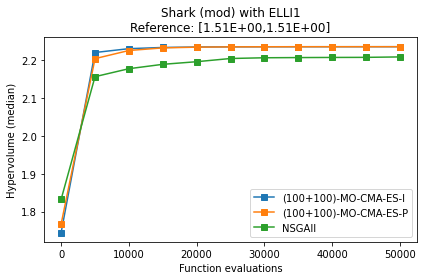 Shark (mod) with ELLI1
Reference: [1.51E+00,1.51E+00]
Hypervolume (median)
2.2
2.1
2.0
1.9
1.8
(100+100)-MO-CMA-ES-I
(100+100)-MO-CMA-ES-P
NSGAII
0 10000 20000 30000 40000 50000
Function evaluations